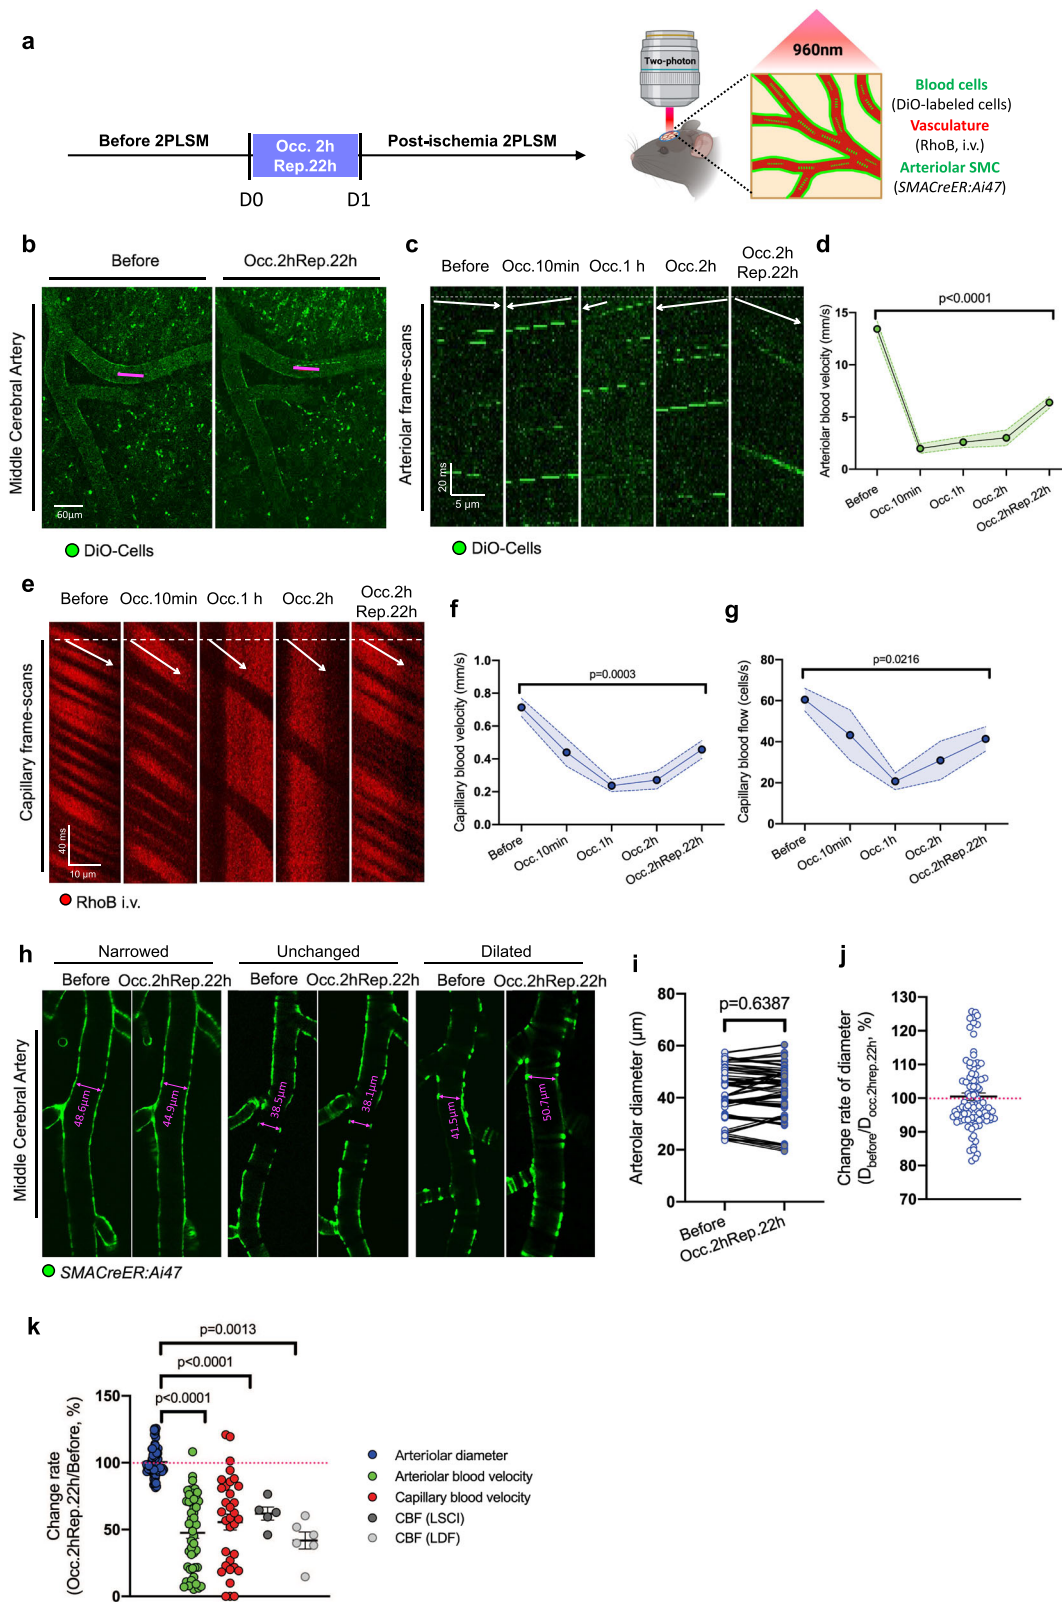 a
Before 2PLSM
Occ. 2h
Rep.22h
Post-ischemia 2PLSM
D0
D1
Two-photon
960nm
Blood cells
(DiO-labeled cells)
Vasculature
(RhoB, i.v.)
Arteriolar SMC
(SMACreER:Ai47)
b
Before
Occ.2hRep.22h
Middle Cerebral Artery
60µm
DiO-Cells
c
Before
Occ.10min
Occ.1 h
Occ.2h
Occ.2h
Rep.22h
Arteriolar frame-scans
20 ms
5 µm
DiO-Cells
d
p<0.0001
Arteriolar blood velocity (mm/s)
15
10
5
0
Before
Occ.10min
Occ.1h
Occ.2h
Occ.2hRep.22h
e
Before
Occ.10min
Occ.1 h
Occ.2h
Occ.2h
Rep.22h
Capillary frame-scans
40 ms
10 µm
RhoB i.v.
f
p=0.0003
Capillary blood velocity (mm/s)
1.0
0.8
0.6
0.4
0.2
0.0
Before
Occ.10min
Occ.1h
Occ.2h
Occ.2hRep.22h
g
p=0.0216
Capillary blood flow (cells/s)
80
60
40
20
0
Before
Occ.10min
Occ.1h
Occ.2h
Occ.2hRep.22h
h
Narrowed
Unchanged
Dilated
Before
Occ.2hRep.22h
Before
Occ.2hRep.22h
Before
Occ.2hRep.22h
Middle Cerebral Artery
48.6µm
44.9µm
38.5µm
38.1µm
41.5µm
50.7µm
SMACreER:Ai47
i
p=0.6387
Arterolar diameter (µm)
80
60
40
20
0
Before
Occ.2hRep.22h
j
Change rate of diameter
(Dbefore/Docc.2hrep.22h, %)
130
120
110
100
90
80
70
k
p=0.0013
p<0.0001
p<0.0001
Change rate
(Occ.2hRep.22h/Before, %)
150
100
50
0
Arteriolar diameter
Arteriolar blood velocity
Capillary blood velocity
CBF (LSCI)
CBF (LDF)